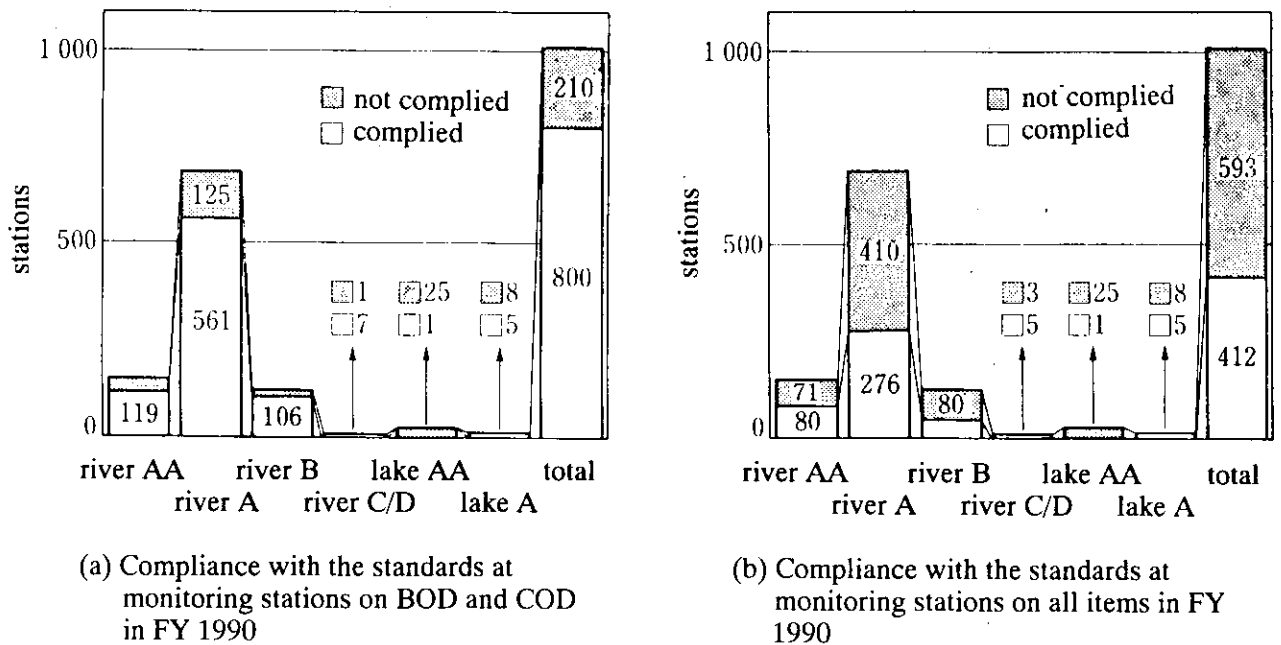 1 000
500
0
stations
not complied
complied
210
125
1
25
8
561
7
1
5
800
119
106
river AA
river B
lake AA
total
river A
river C/D
lake A
(a) Compliance with the standards at
monitoring stations on BOD and COD
in FY 1990
1 000
500
0
stations
not complied
complied
593
410
3
25
8
5
1
5
276
412
71
80
80
river AA
river B
lake AA
total
river A
river C/D
lake A
(b) Compliance with the standards at
monitoring stations on all items in FY
1990